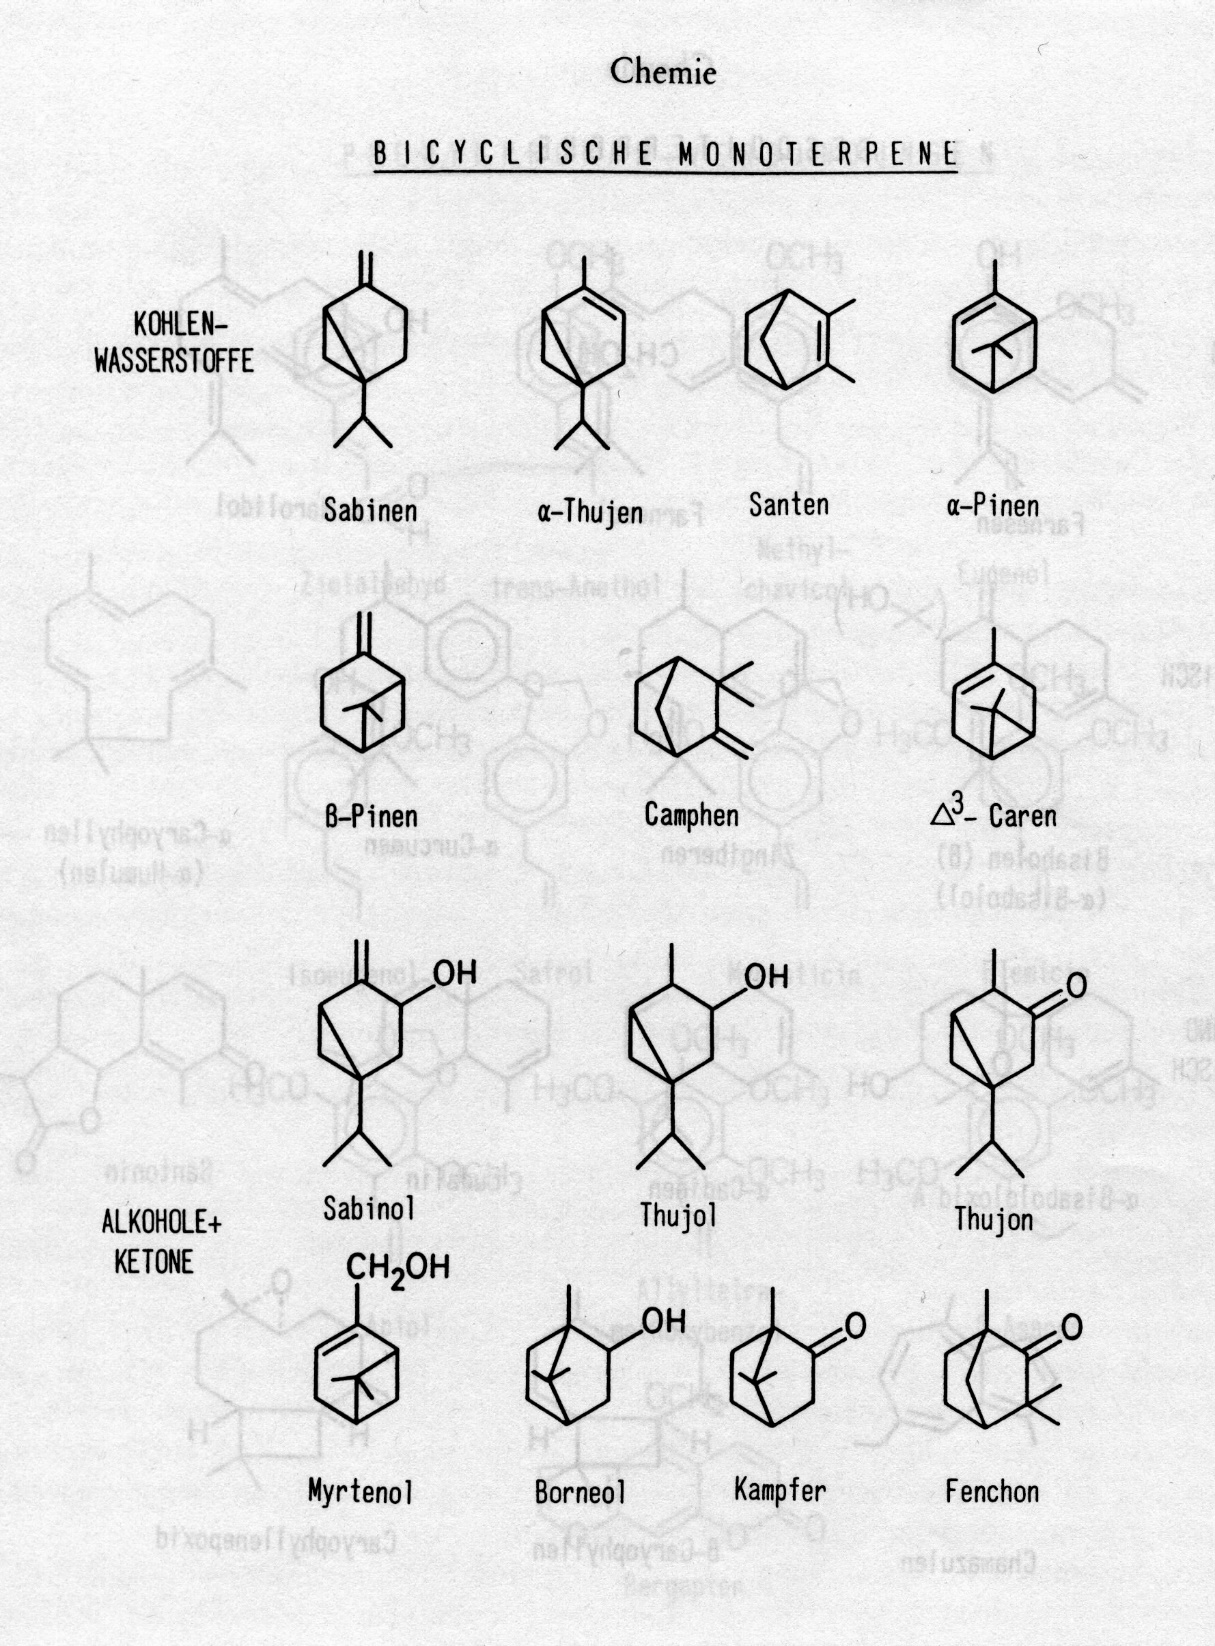 Chemie
BICYCLISCHE MONOTERPENE
KOHLEN-
WASSERSTOFFE
Sabinen
α-Thujen
Santen
α-Pinen
β-Pinen
Camphen
Δ³- Caren
OH
OH
O
Sabinol
Thujol
Thujon
ALKOHOLE+
KETONE
CH₂OH
OH
O
O
Myrtenol
Borneol
Kampfer
Fenchon